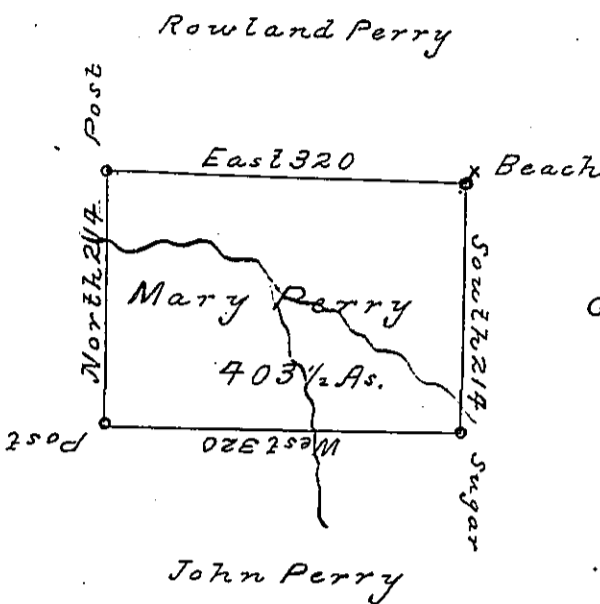 Rowland Perry
Post
East 320
x Beach
North 214
South 214,
Mary Perry
403½ As.
Post
West 320
Sugar
John Perry